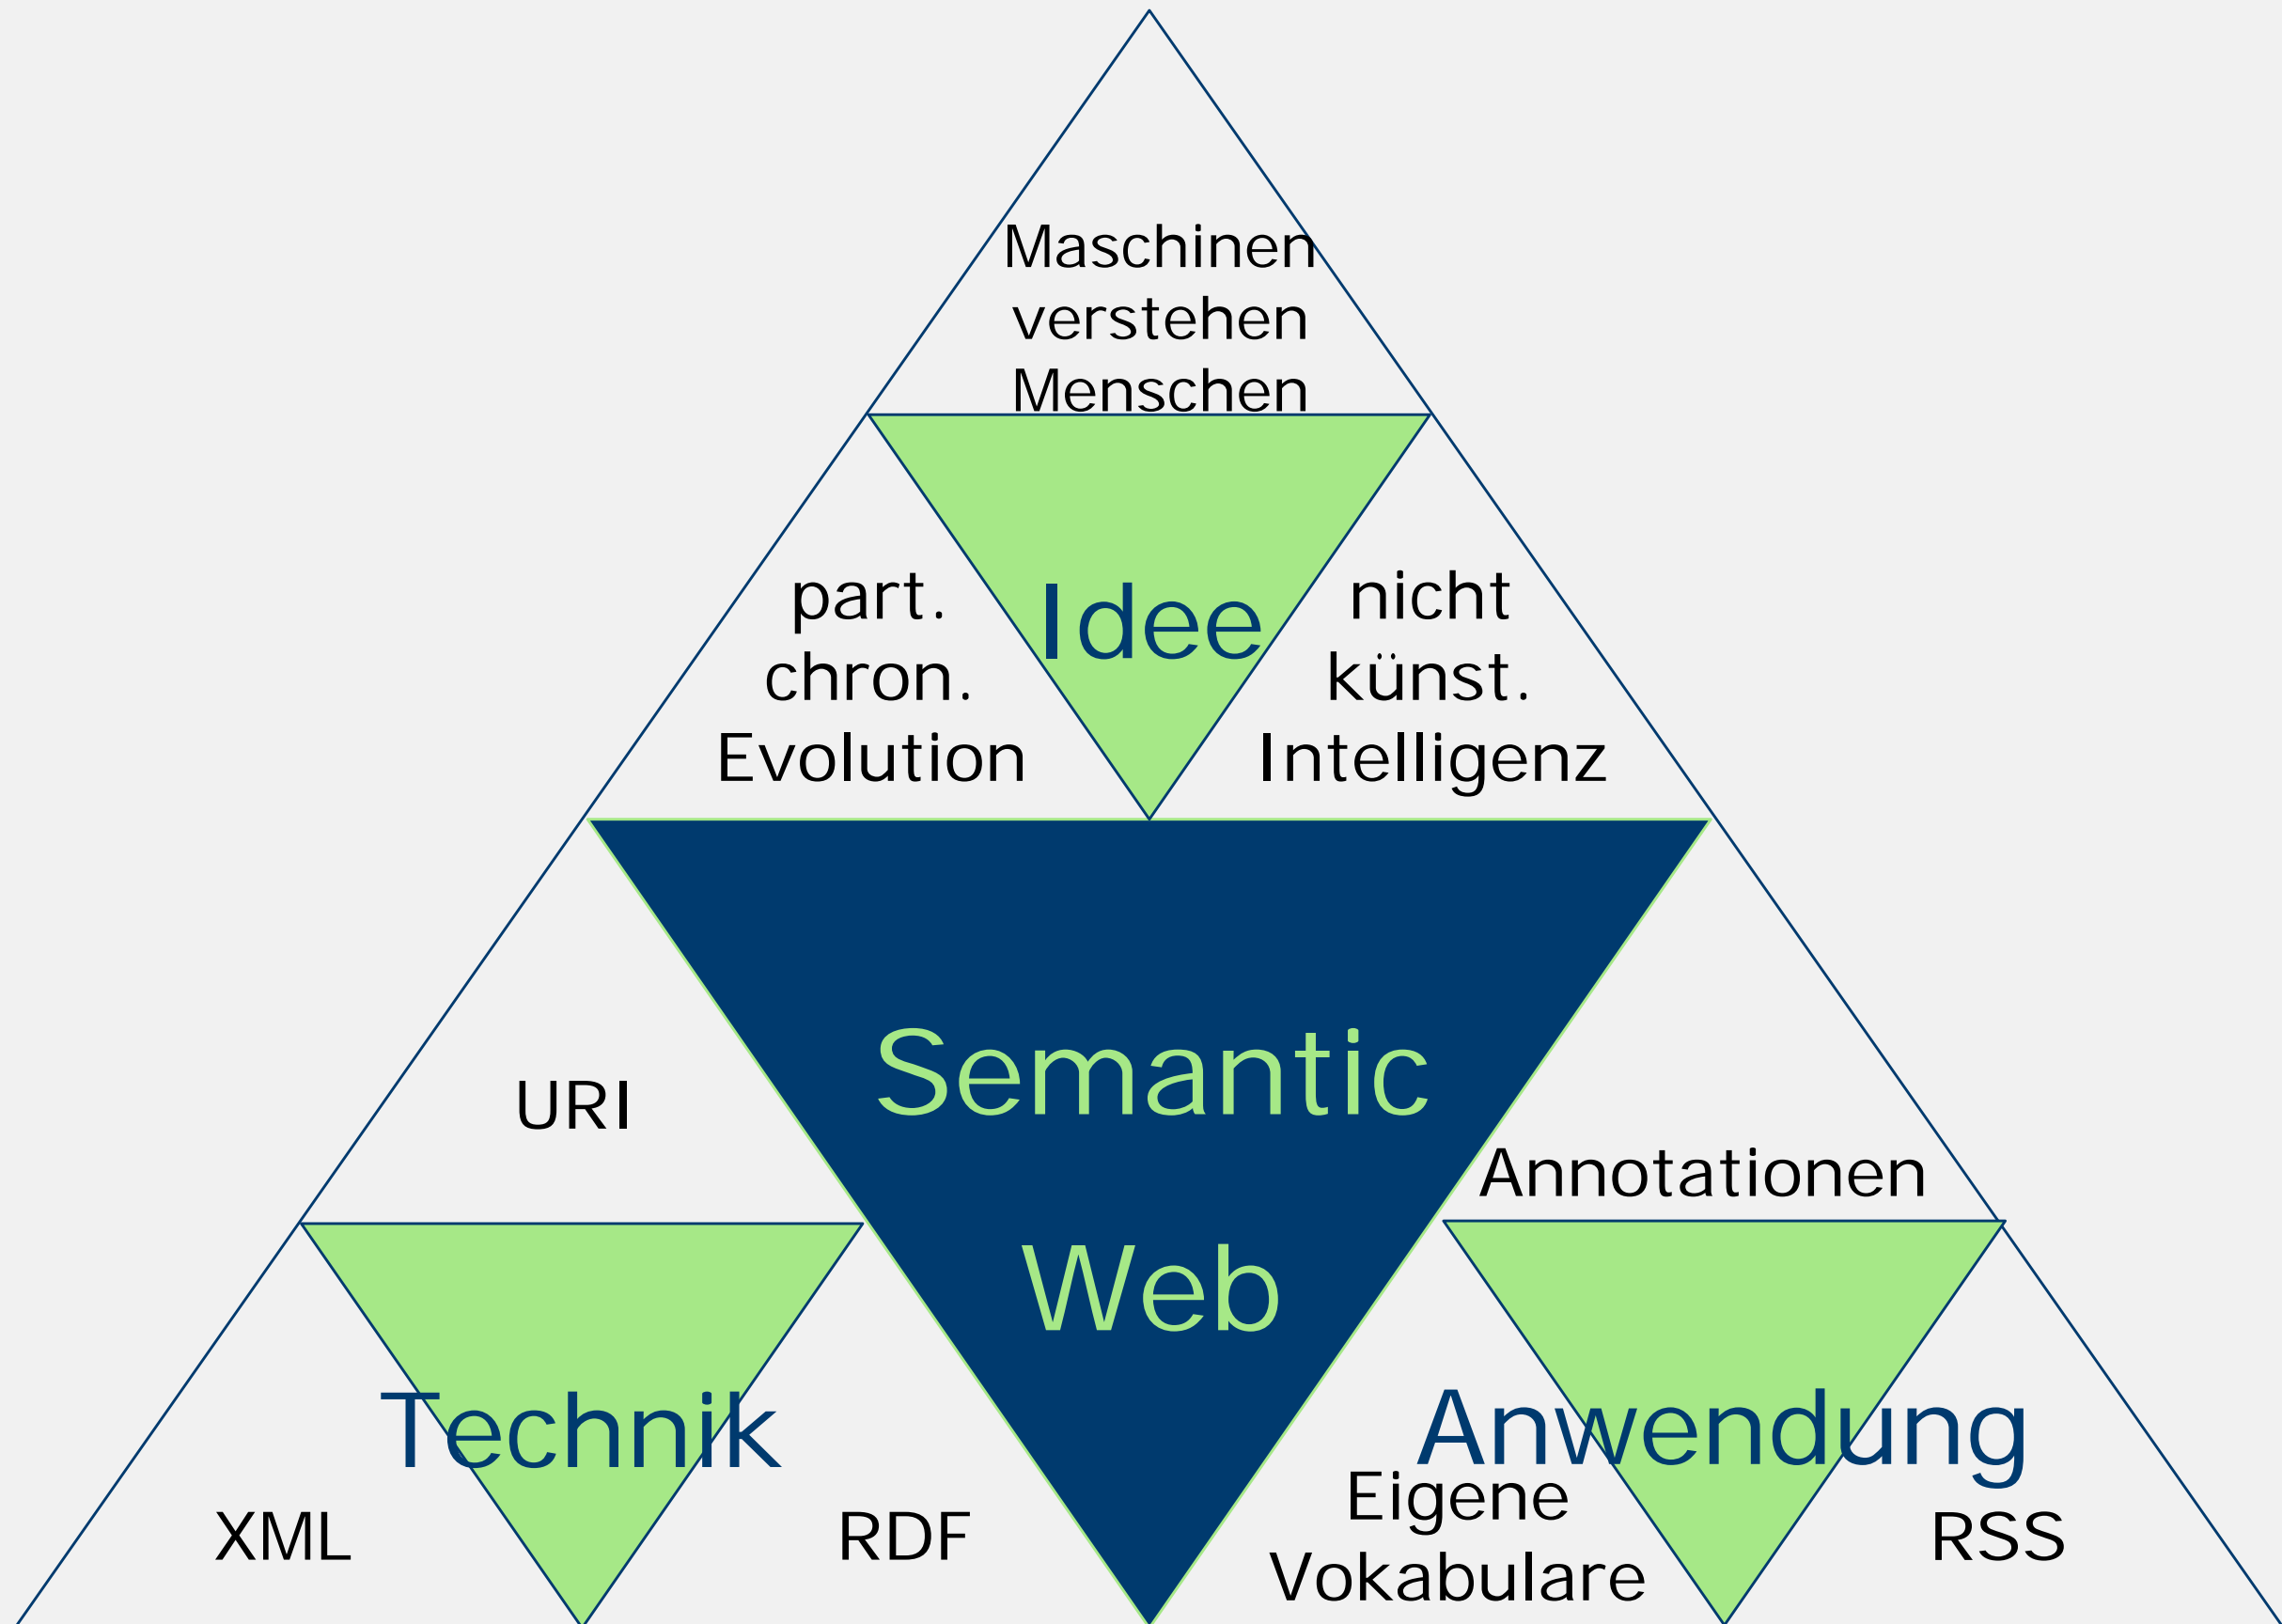 Maschinen
verstehen
Menschen
part.
chron.
Evolution
Idee
nicht
künst.
Intelligenz
Semantic
Web
URI
Technik
XML
RDF
Annotationen
Anwendung
Eigene
Vokabulare
RSS